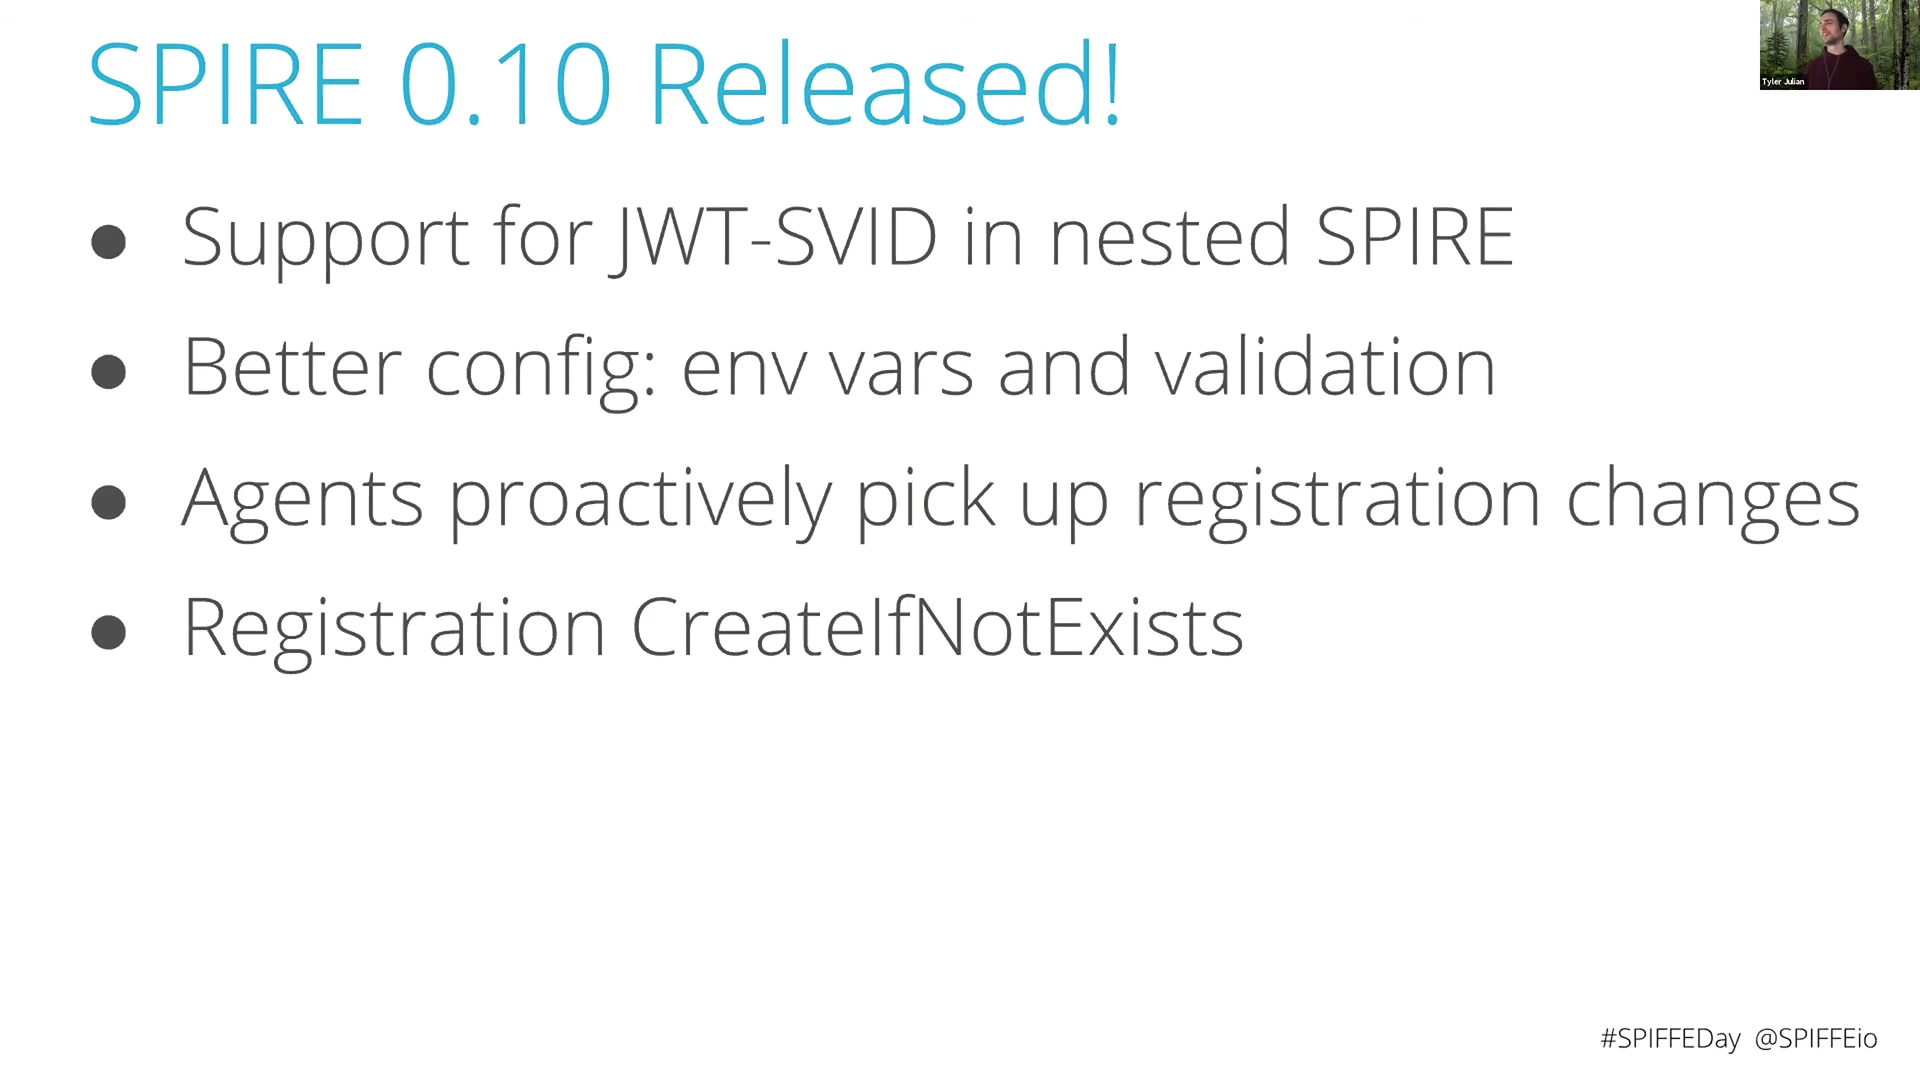 SPIRE 0.10 Released!
Tyler Julian
● Support for JWT-SVID in nested SPIRE
● Better config: env vars and validation
● Agents proactively pick up registration changes
● Registration CreateIfNotExists
#SPIFFEDay @SPIFFEio